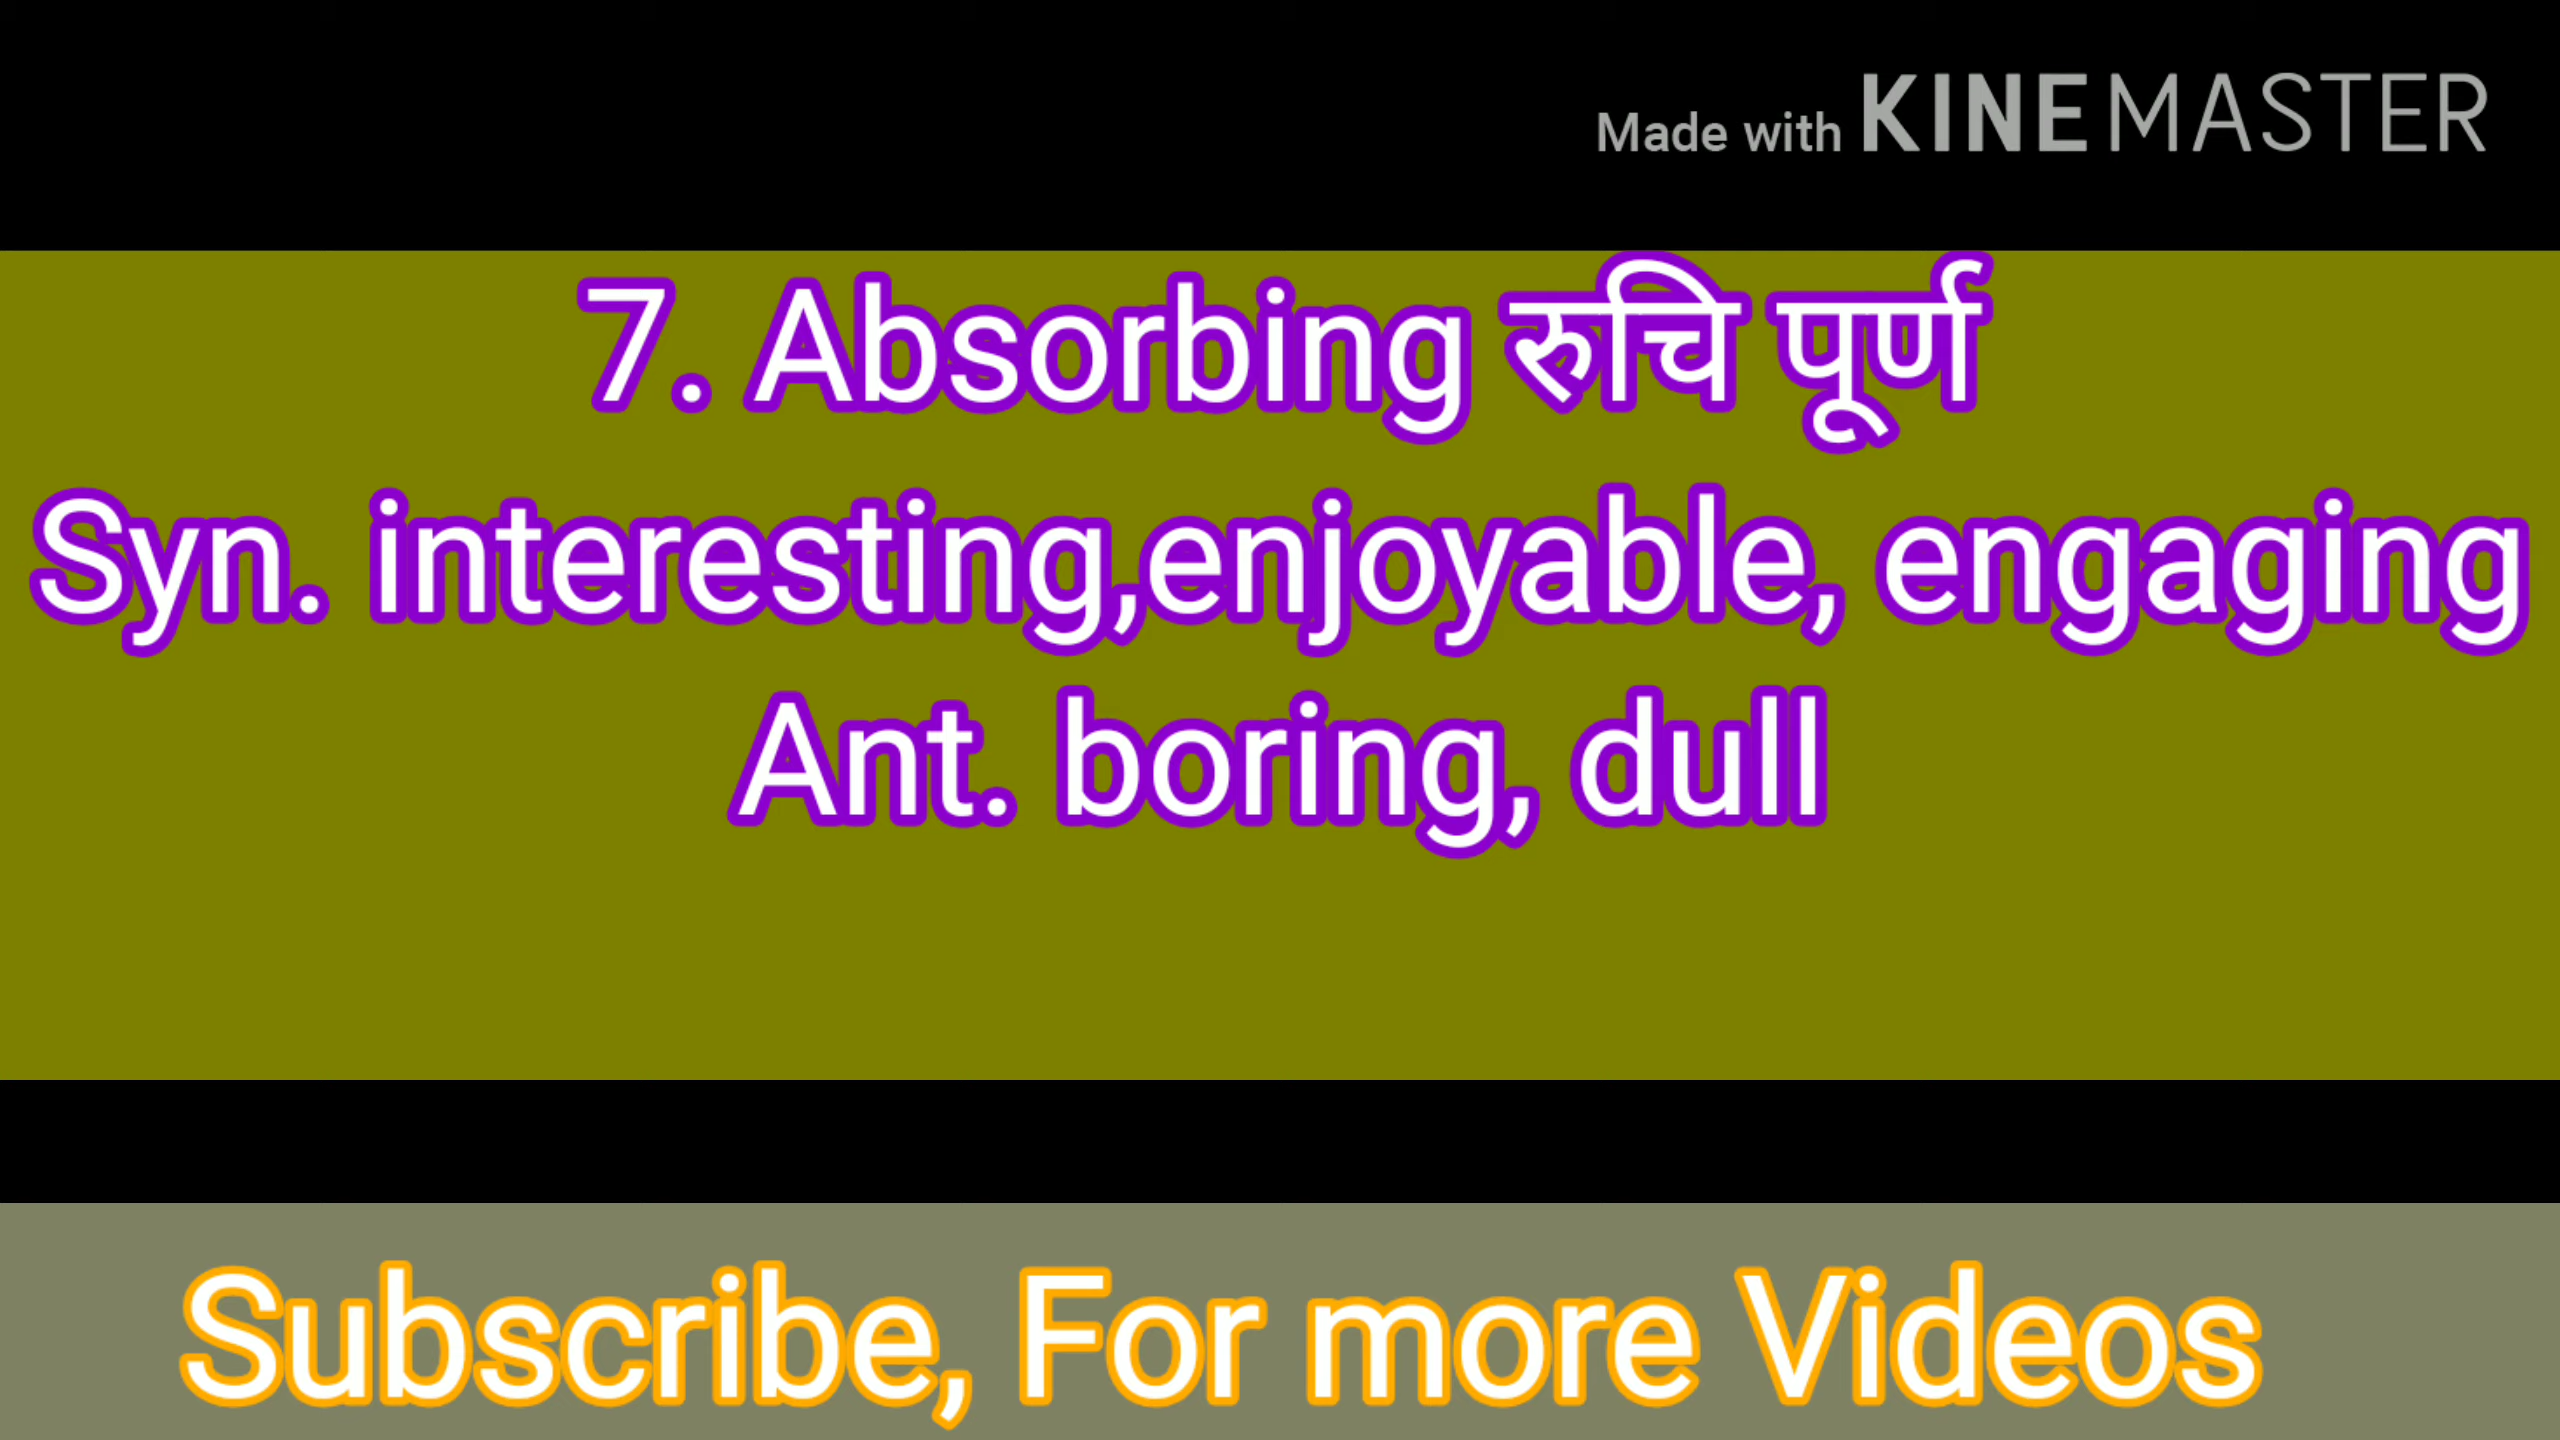 Made with KINEMASTER
7. Absorbing रुचि पूर्ण
Syn. interesting,enjoyable, engaging
Ant. boring, dull
Subscribe, For more Videos